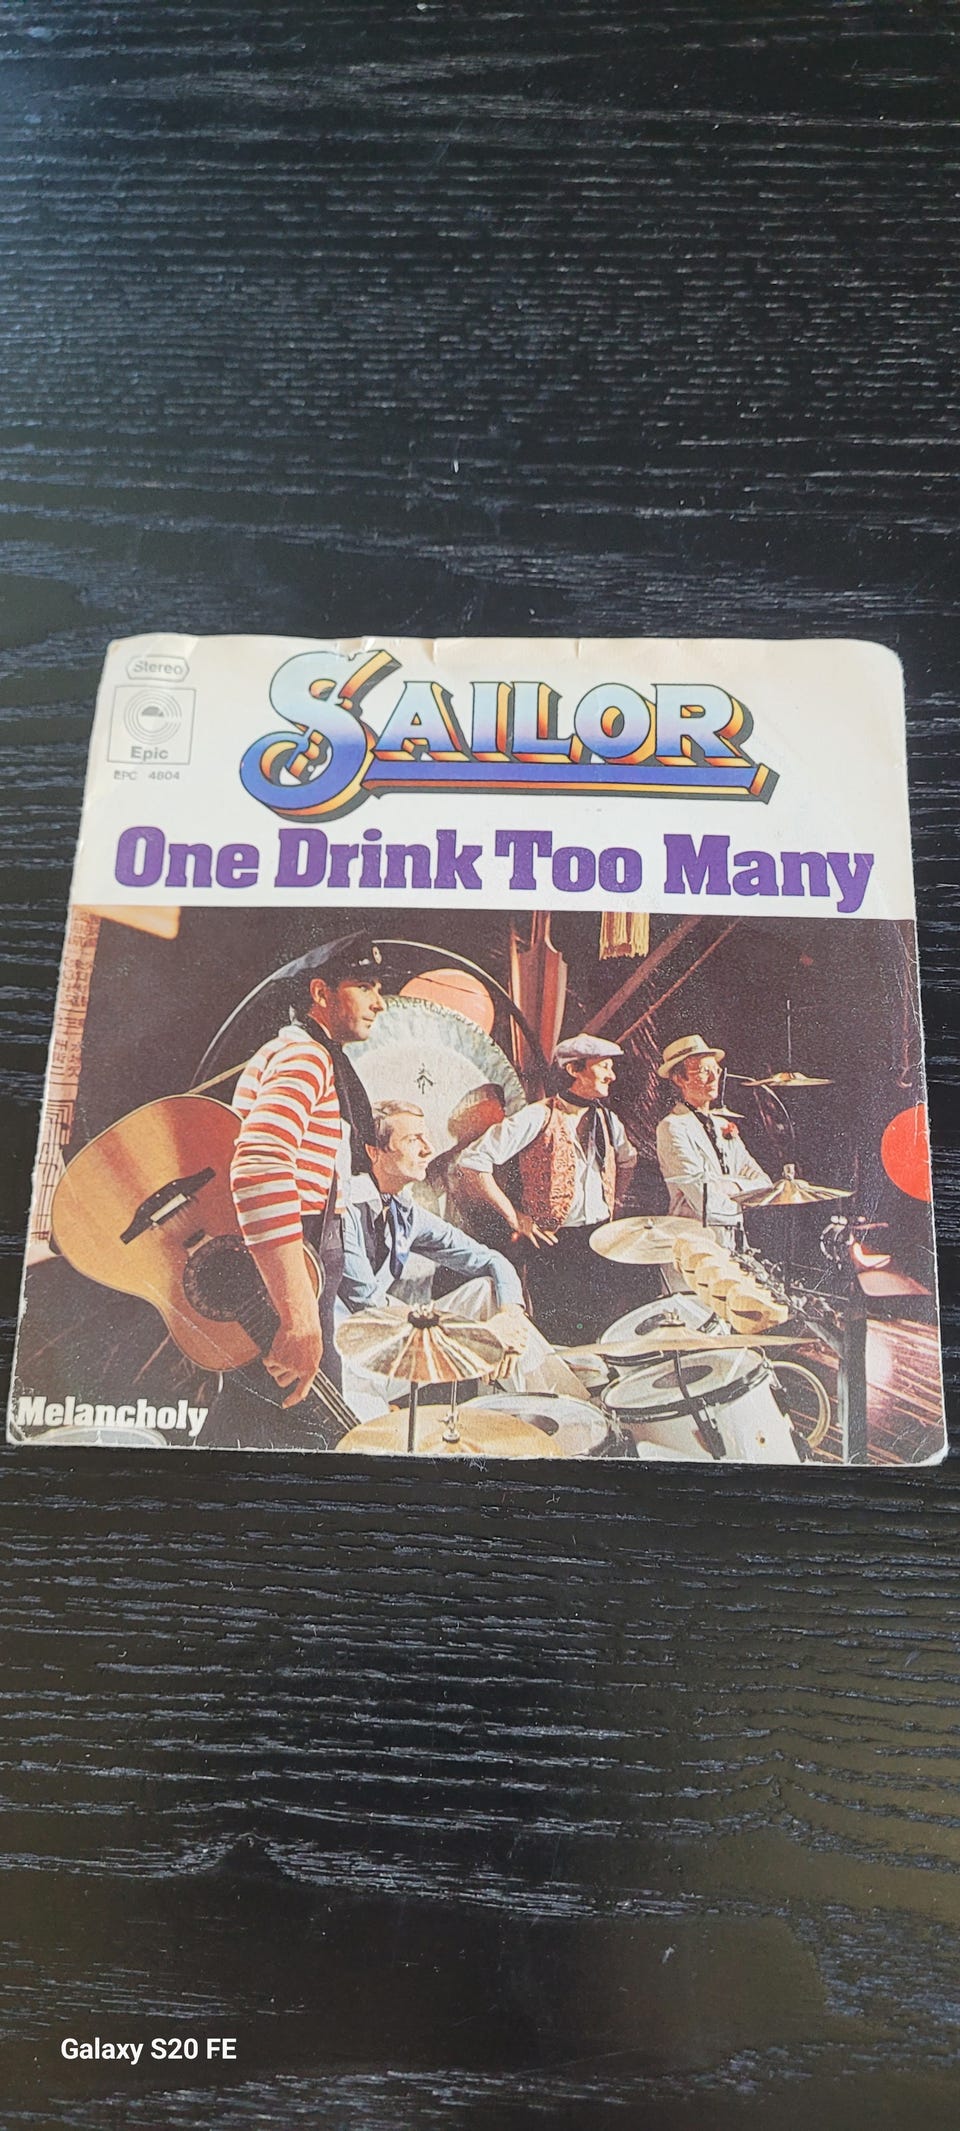 Stereo
Epic
EPC 4804
SAILOR
One Drink Too Many
Melancholy
Galaxy S20 FE